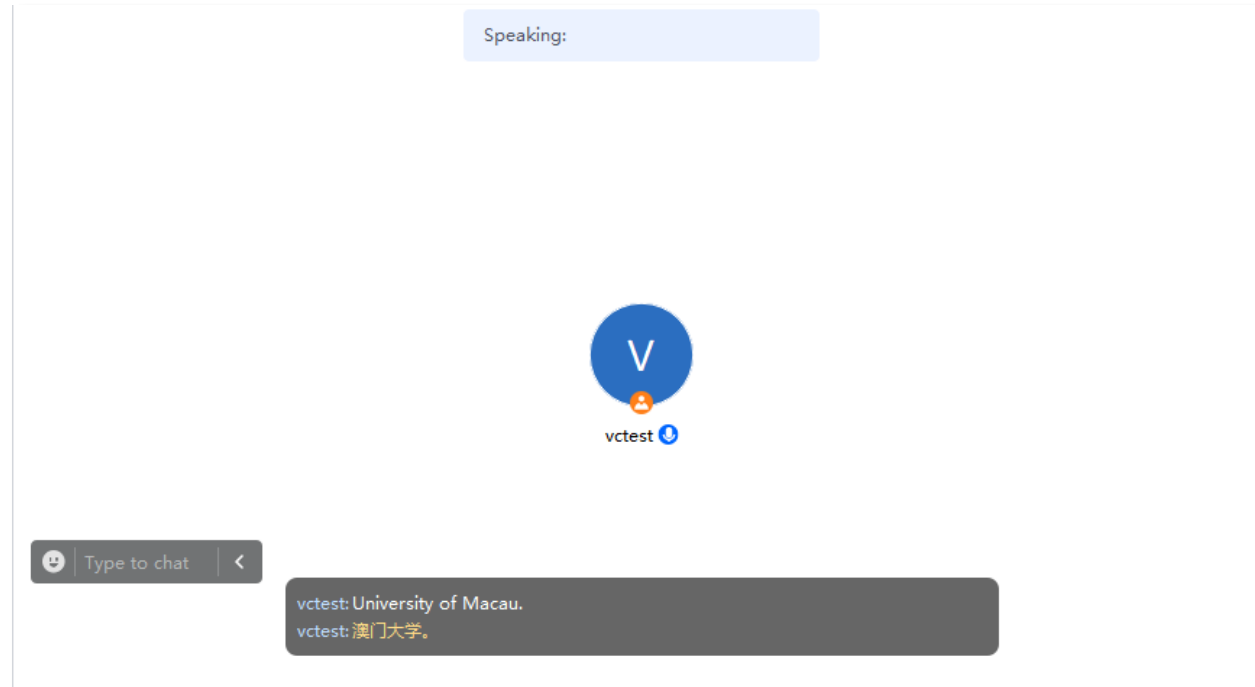 Speaking:
V
vctest
Type to chat
vctest: University of Macau.
vctest: 澳门大学。